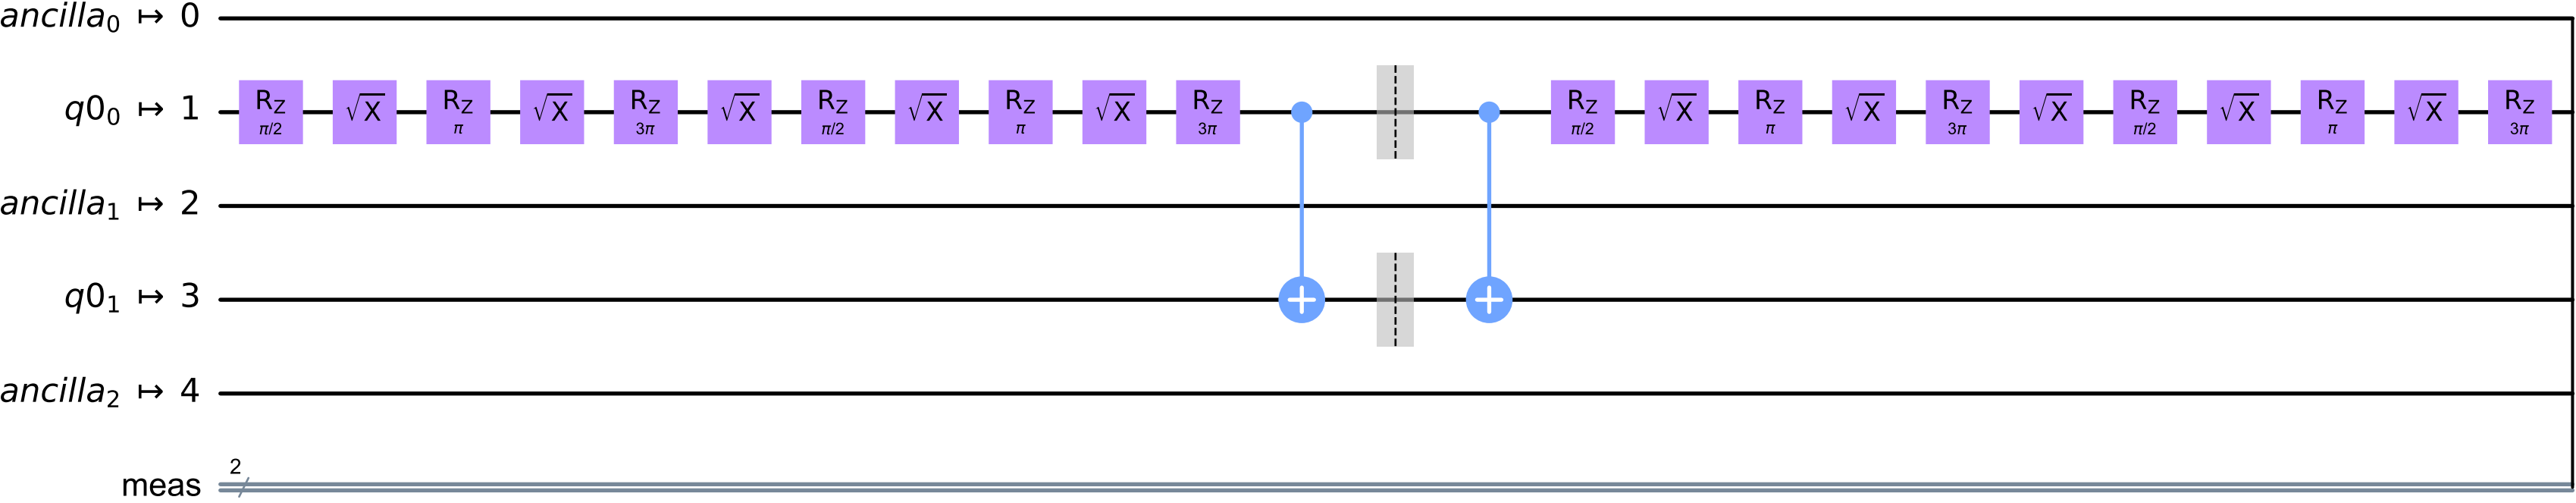 ancilla₀ ↦ 0
q0₀ ↦ 1 R_Z π/2 √X R_Z π √X R_Z 3π √X R_Z π/2 √X R_Z π √X R_Z 3π R_Z π/2 √X R_Z π √X R_Z 3π √X R_Z π/2 √X R_Z π √X R_Z 3π
ancilla₁ ↦ 2
q0₁ ↦ 3
ancilla₂ ↦ 4
meas 2